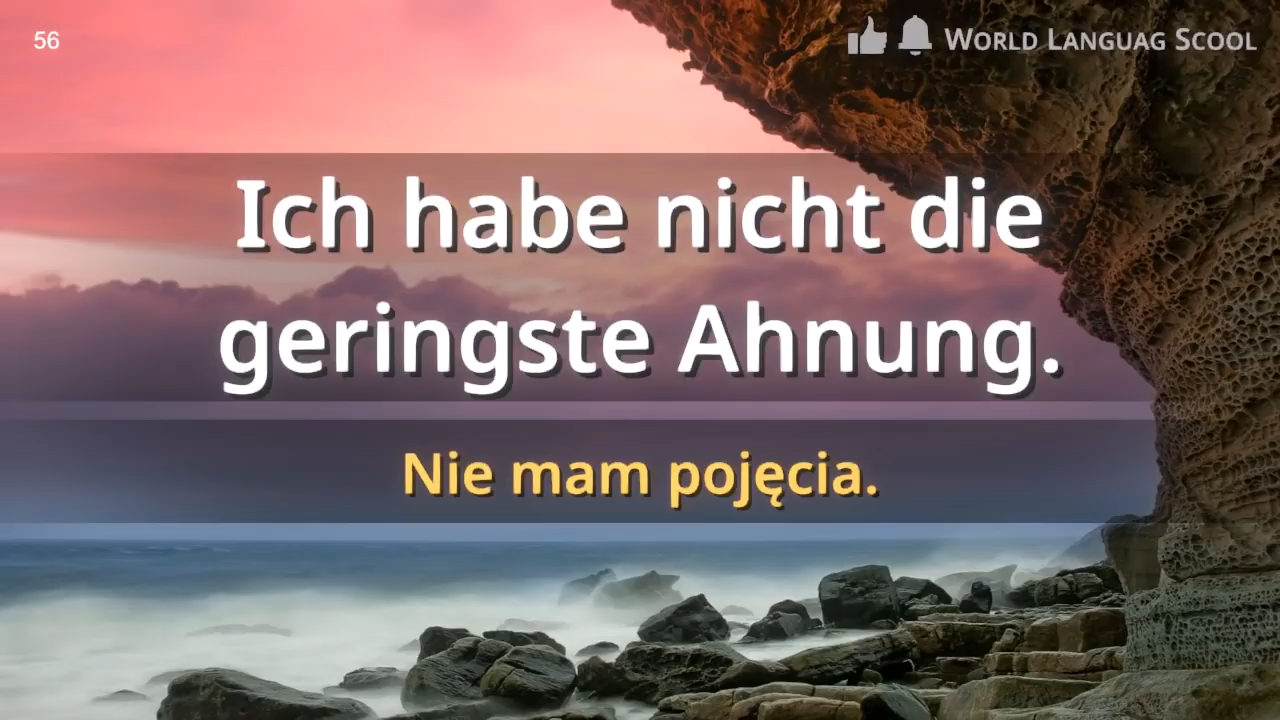 56
WORLD LANGUAG SCOOL
Ich habe nicht die
geringste Ahnung.
Nie mam pojęcia.